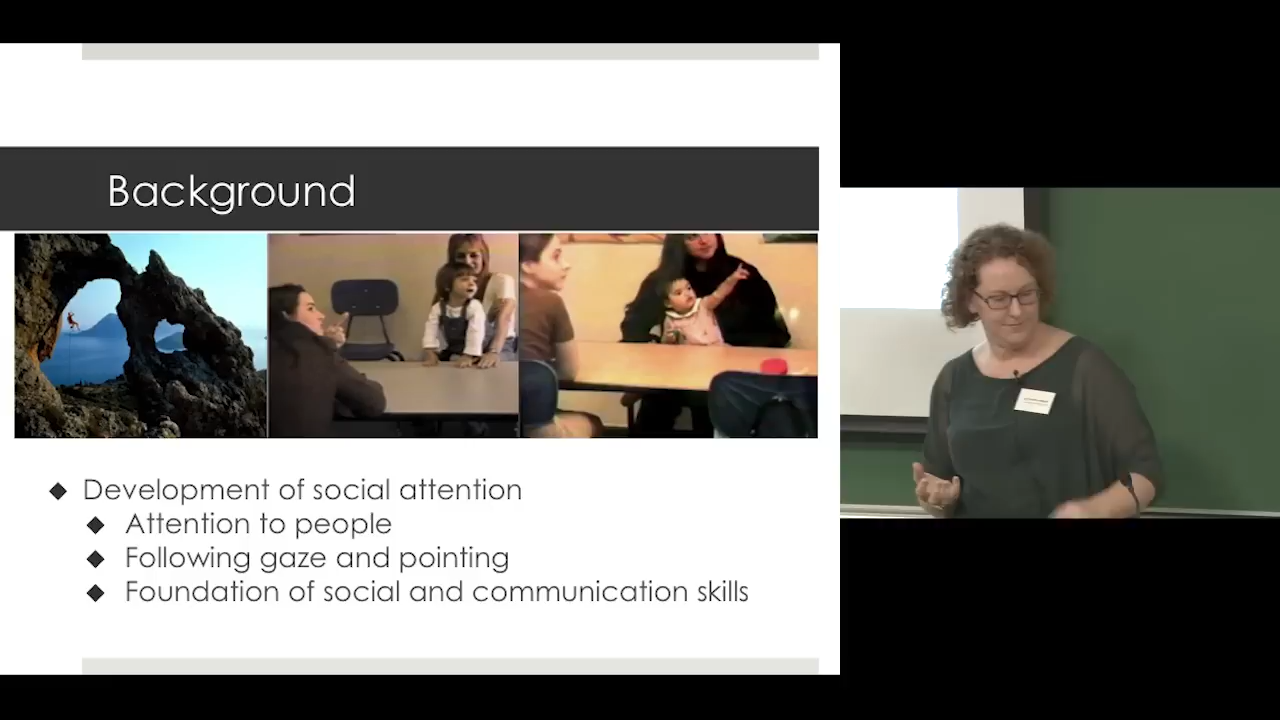 Background
◆ Development of social attention
◆ Attention to people
◆ Following gaze and pointing
◆ Foundation of social and communication skills